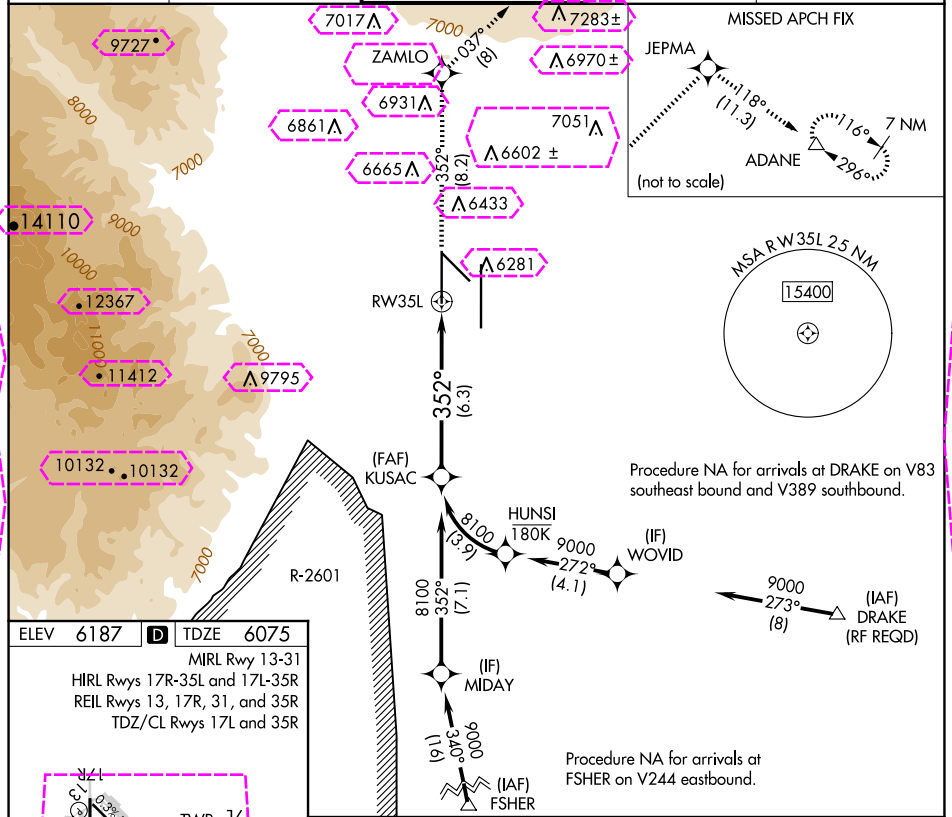 9727
8000
7000
14110
9000
10000
12367
11000
11412
7000
9795
10132
10132
7000
7017
7000
037°
(8)
7283±
ZAMLO
6970 ±
6931
6861
7051
6602 ±
6665
352°
(8.2)
6433
6281
RW35L
352°
(6.3)
(FAF)
KUSAC
8100
(3.9)
HUNSI
180K
9000
272°
(4.1)
(IF)
WOVID
9000
273°
(8)
(IAF)
DRAKE
(RF REQD)
R-2601
8100
352°
(7.1)
(IF)
MIDAY
9000
340°
(16)
(IAF)
FSHER
MISSED APCH FIX
JEPMA
118°
(11.3)
7 NM
116°
296°
ADANE
(not to scale)
MSA RW35L 25 NM
15400
Procedure NA for arrivals at DRAKE on V83
southeast bound and V389 southbound.
Procedure NA for arrivals at
FSHER on V244 eastbound.
ELEV 6187 D TDZE 6075
MIRL Rwy 13-31
HIRL Rwys 17R-35L and 17L-35R
REIL Rwys 13, 17R, 31, and 35R
TDZ/CL Rwys 17L and 35R
17R
13